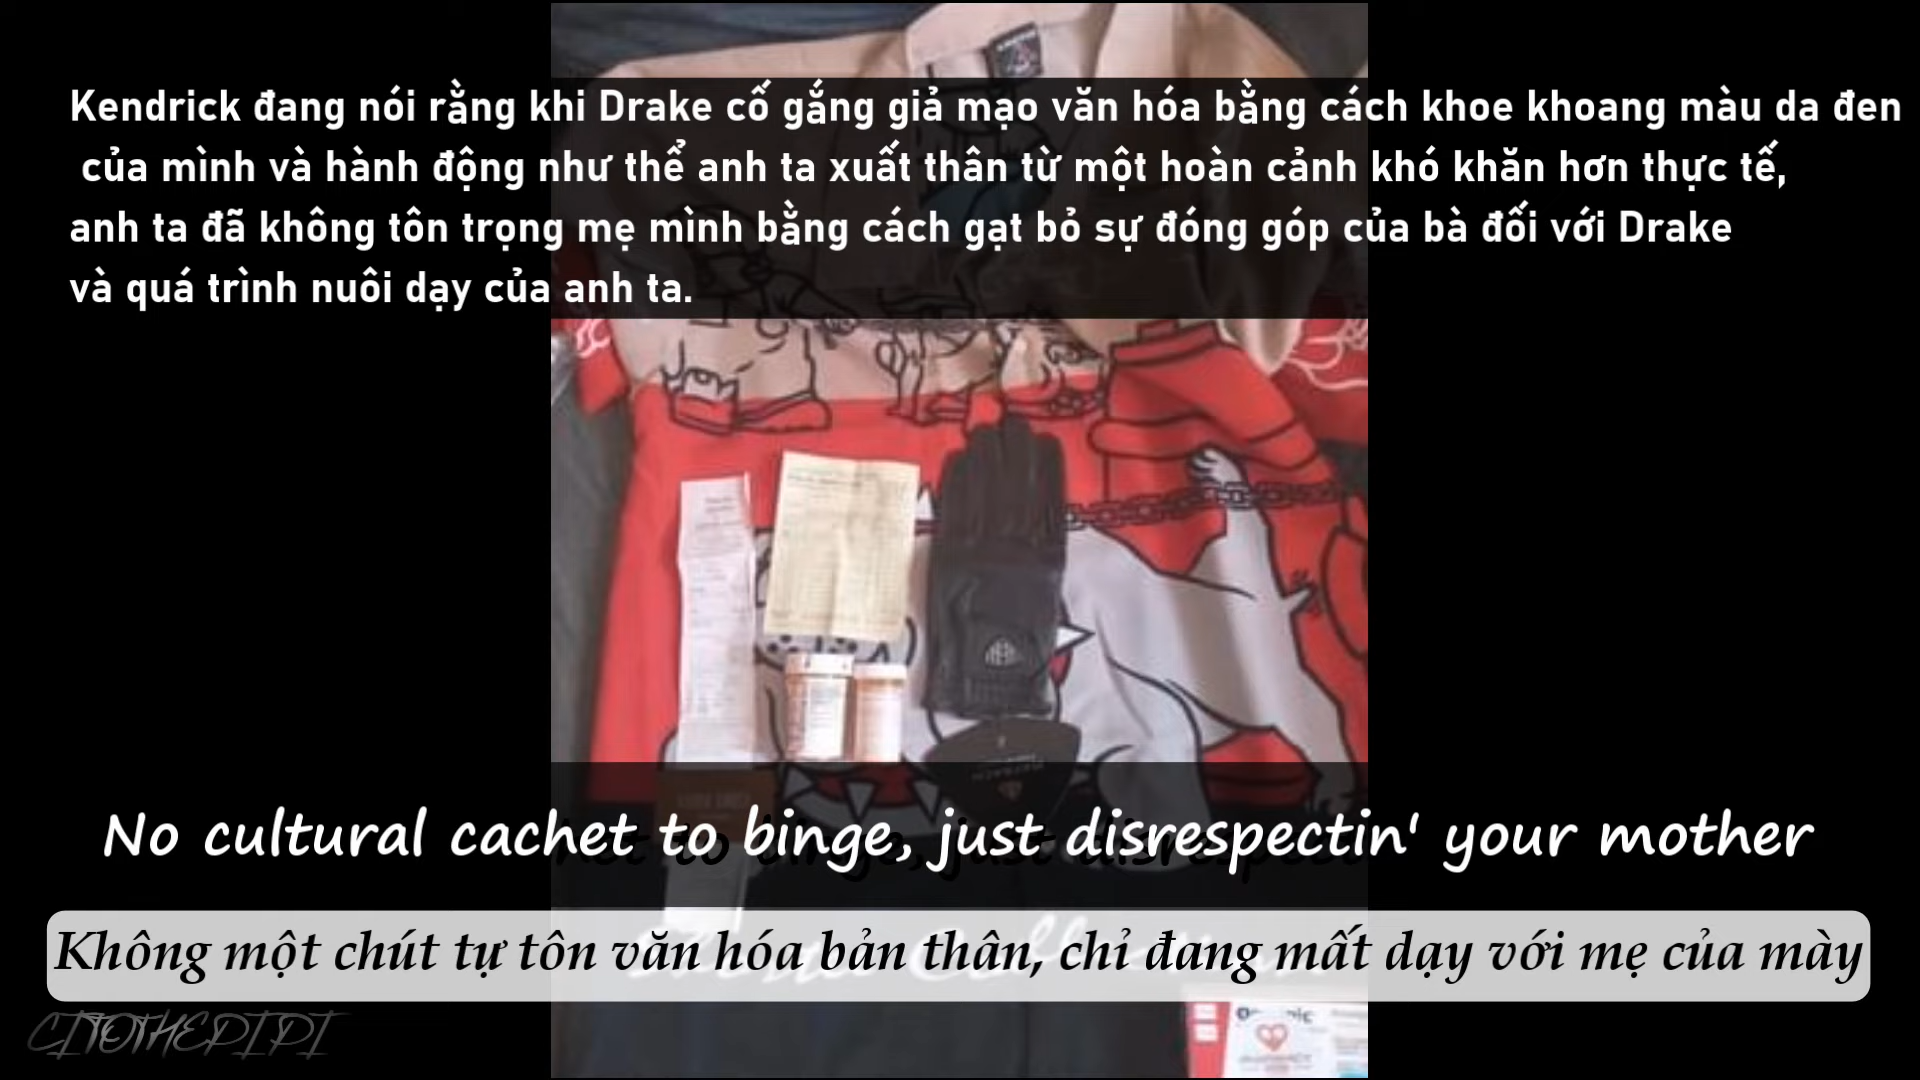 Kendrick đang nói rằng khi Drake cố gắng giả mạo văn hóa bằng cách khoe khoang màu da đen
của mình và hành động như thể anh ta xuất thân từ một hoàn cảnh khó khăn hơn thực tế,
anh ta đã không tôn trọng mẹ mình bằng cách gạt bỏ sự đóng góp của bà đối với Drake
và quá trình nuôi dạy của anh ta.
No cultural cachet to binge, just disrespectin' your mother
Không một chút tự tôn văn hóa bản thân, chỉ đang mất dạy với mẹ của mày
CITOTHEPIPI